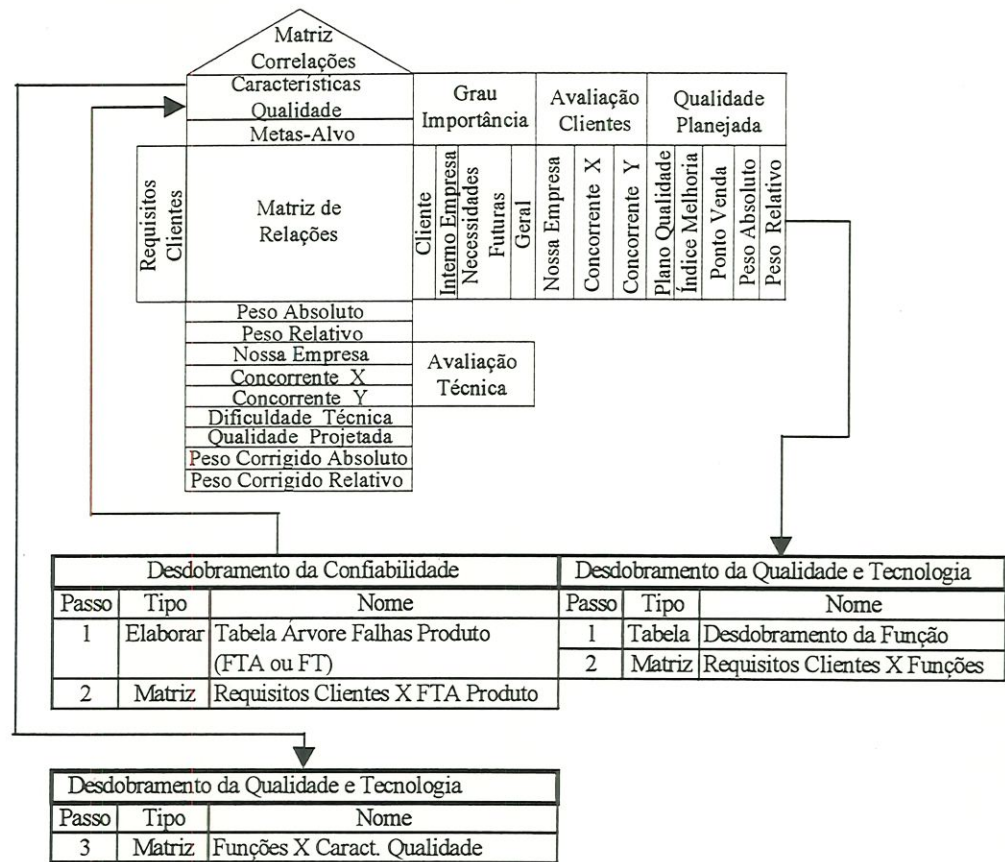 Matriz
Correlações
Características
Qualidade
Metas-Alvo
Grau
Importância
Avaliação
Clientes
Qualidade
Planejada
Requisitos
Clientes
Matriz de
Relações
Cliente
Interno Empresa
Necessidades
Futuras
Geral
Nossa Empresa
Concorrente X
Concorrente Y
Plano Qualidade
Índice Melhoria
Ponto Venda
Peso Absoluto
Peso Relativo
Peso Absoluto
Peso Relativo
Nossa Empresa
Concorrente X
Concorrente Y
Avaliação
Técnica
Dificuldade Técnica
Qualidade Projetada
Peso Corrigido Absoluto
Peso Corrigido Relativo
Desdobramento da Confiabilidade
Passo Tipo Nome
1 Elaborar Tabela Árvore Falhas Produto
(FTA ou FT)
2 Matriz Requisitos Clientes X FTA Produto
Desdobramento da Qualidade e Tecnologia
Passo Tipo Nome
1 Tabela Desdobramento da Função
2 Matriz Requisitos Clientes X Funções
Desdobramento da Qualidade e Tecnologia
Passo Tipo Nome
3 Matriz Funções X Caract. Qualidade